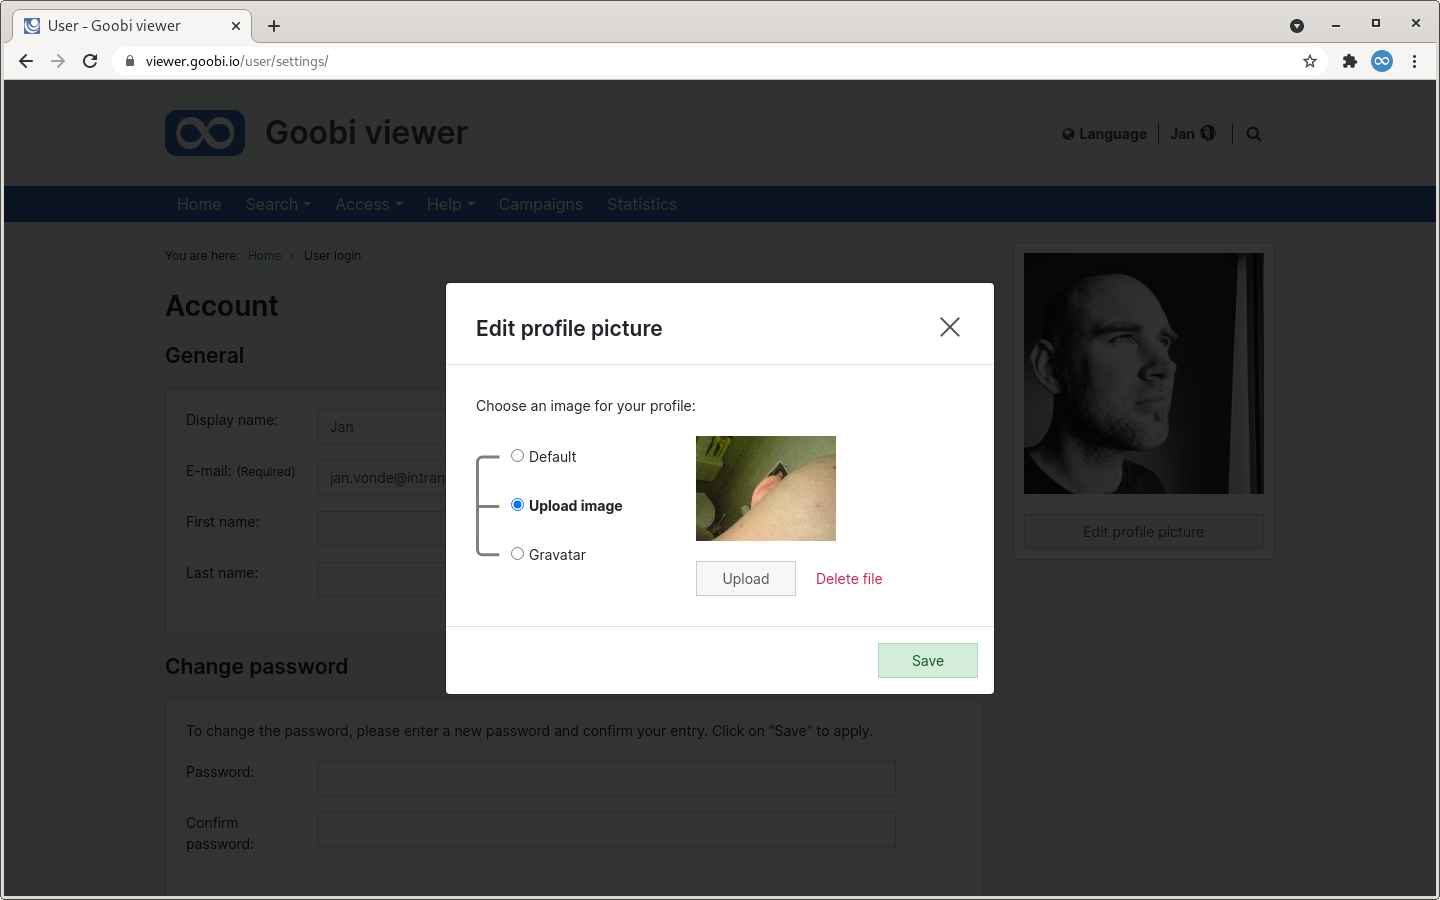 User - Goobi viewer
viewer.goobi.io/user/settings/
Goobi viewer
Language
Jan
Home Search Access Help Campaigns Statistics
You are here: Home › User login
Account
General
Display name: Jan
E-mail: (Required) jan.vonde@intran
First name:
Last name:
Edit profile picture
Edit profile picture
Choose an image for your profile:
Default
Upload image
Gravatar
Upload Delete file
Save
Change password
To change the password, please enter a new password and confirm your entry. Click on "Save" to apply.
Password:
Confirm
password: